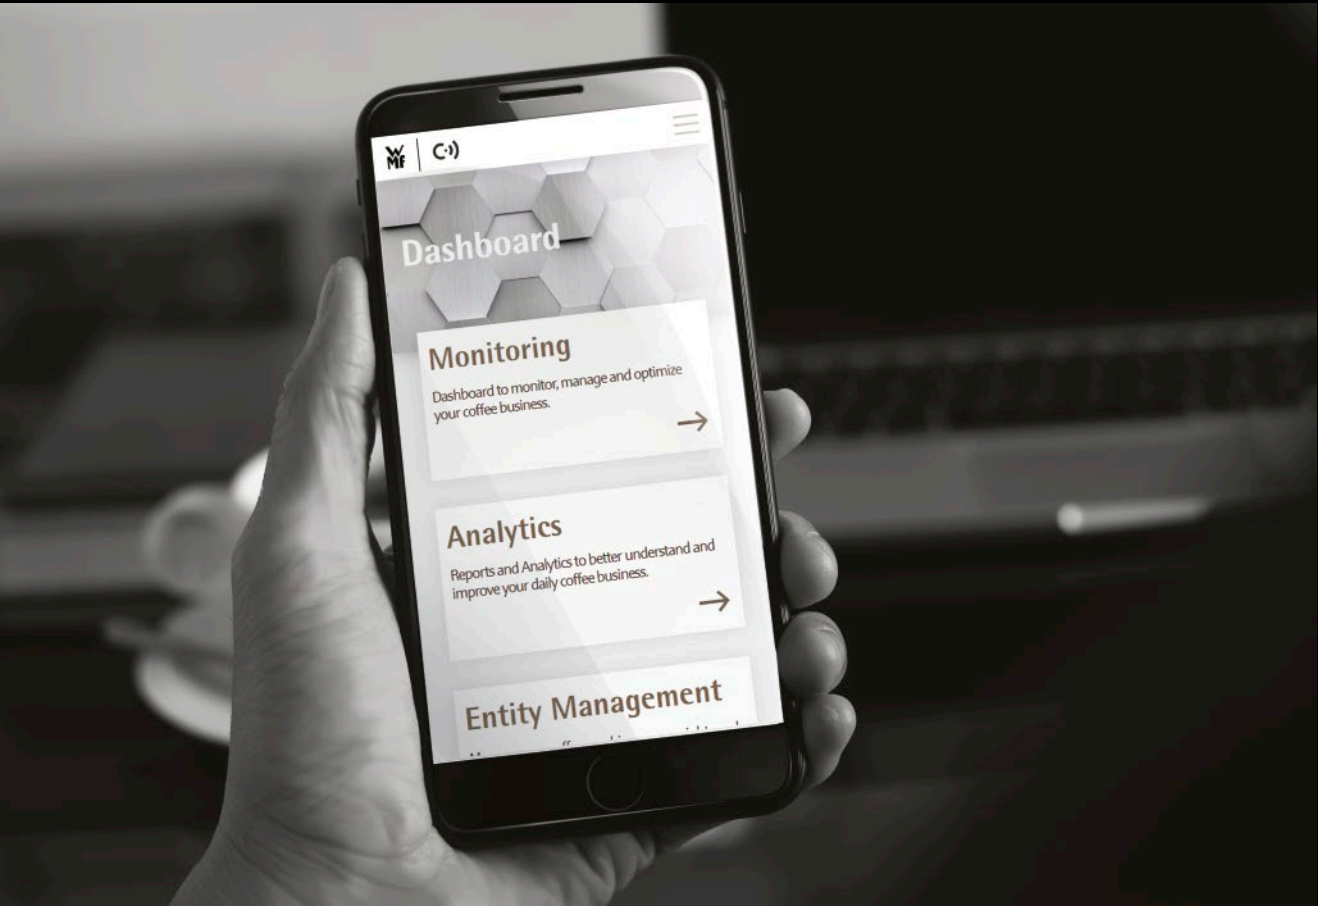 WMF
Dashboard
Monitoring
Dashboard to monitor, manage and optimize
your coffee business.
Analytics
Reports and Analytics to better understand and
improve your daily coffee business.
Entity Management